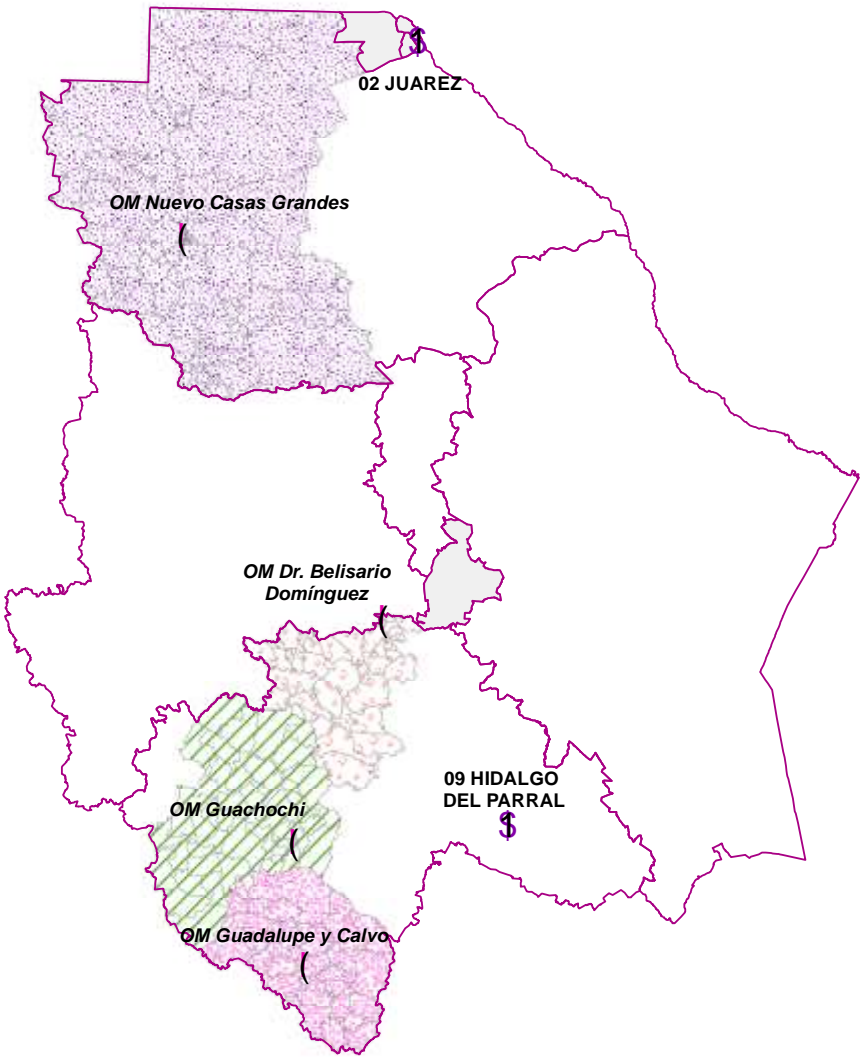 02 JUAREZ
OM Nuevo Casas Grandes
OM Dr. Belisario
Domínguez
09 HIDALGO
DEL PARRAL
OM Guachochi
OM Guadalupe y Calvo